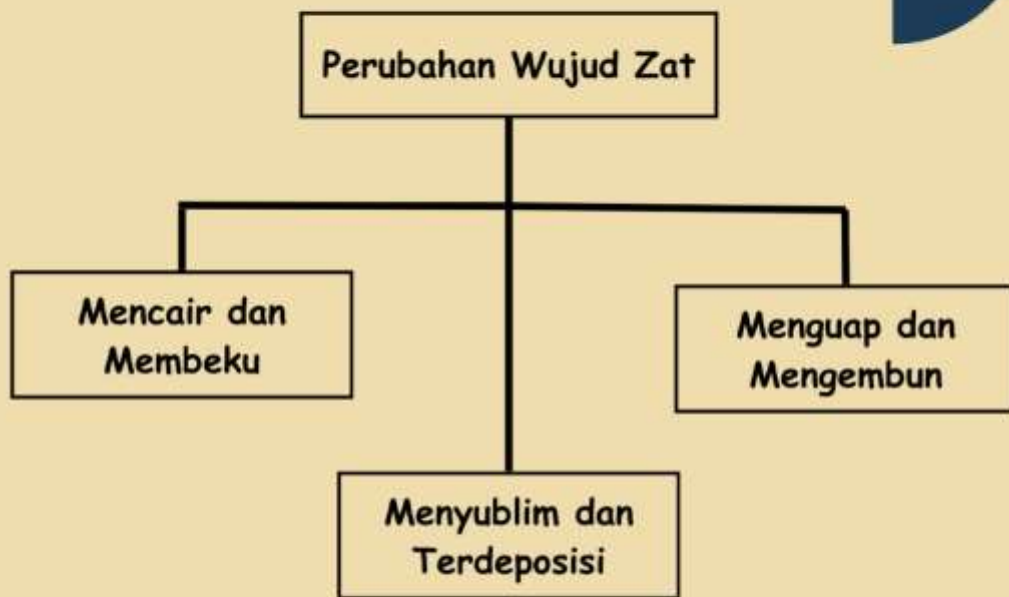 Perubahan Wujud Zat
Mencair dan
Membeku
Menguap dan
Mengembun
Menyublim dan
Terdeposisi